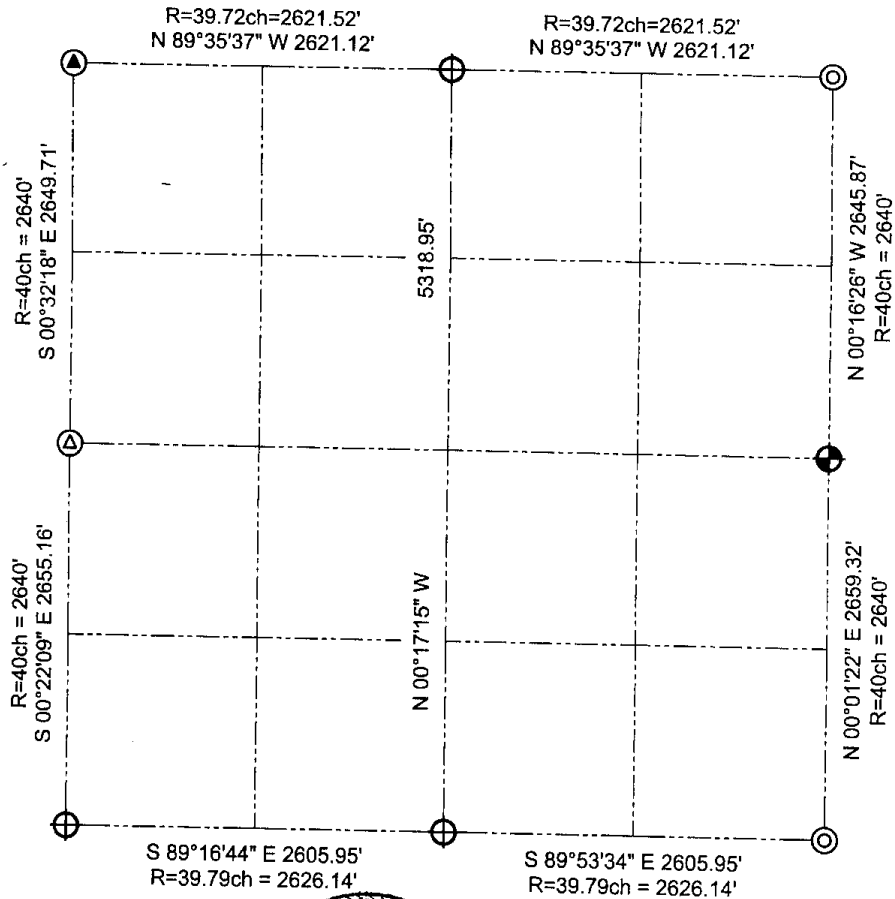 R=39.72ch=2621.52'
N 89°35'37" W 2621.12'
R=39.72ch=2621.52'
N 89°35'37" W 2621.12'
R=40ch = 2640'
S 00°32'18" E 2649.71'
5318.95'
N 00°16'26" W 2645.87'
R=40ch = 2640'
R=40ch = 2640'
S 00°22'09" E 2655.16'
N 00°17'15" W
N 00°01'22" E 2659.32'
R=40ch = 2640'
S 89°16'44" E 2605.95'
R=39.79ch = 2626.14'
S 89°53'34" E 2605.95'
R=39.79ch = 2626.14'